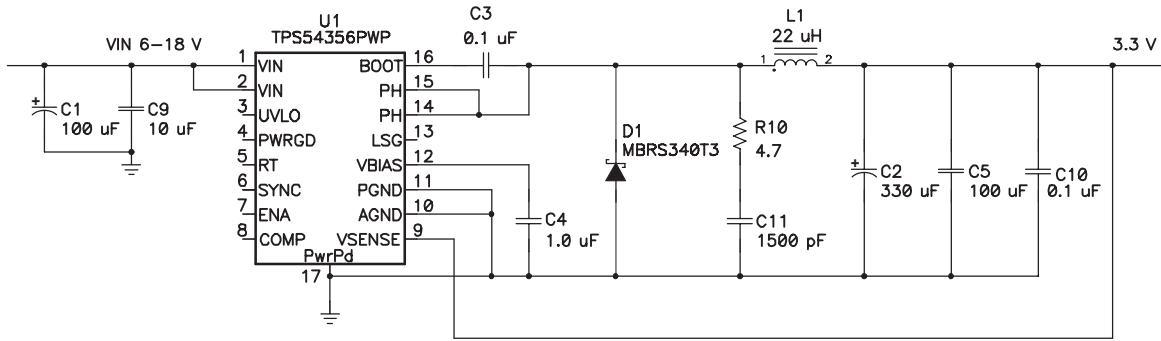 VIN 6–18 V
+
C1
100 uF
C9
10 uF
U1
TPS54356PWP
1 VIN
2 VIN
3 UVLO
4 PWRGD
5 RT
6 SYNC
7 ENA
8 COMP
BOOT 16
PH 15
PH 14
LSG 13
VBIAS 12
PGND 11
AGND 10
VSENSE 9
PwrPd
17
C3
0.1 uF
C4
1.0 uF
D1
MBRS340T3
R10
4.7
C11
1500 pF
L1
22 uH
1 2
+
C2
330 uF
C5
100 uF
C10
0.1 uF
3.3 V